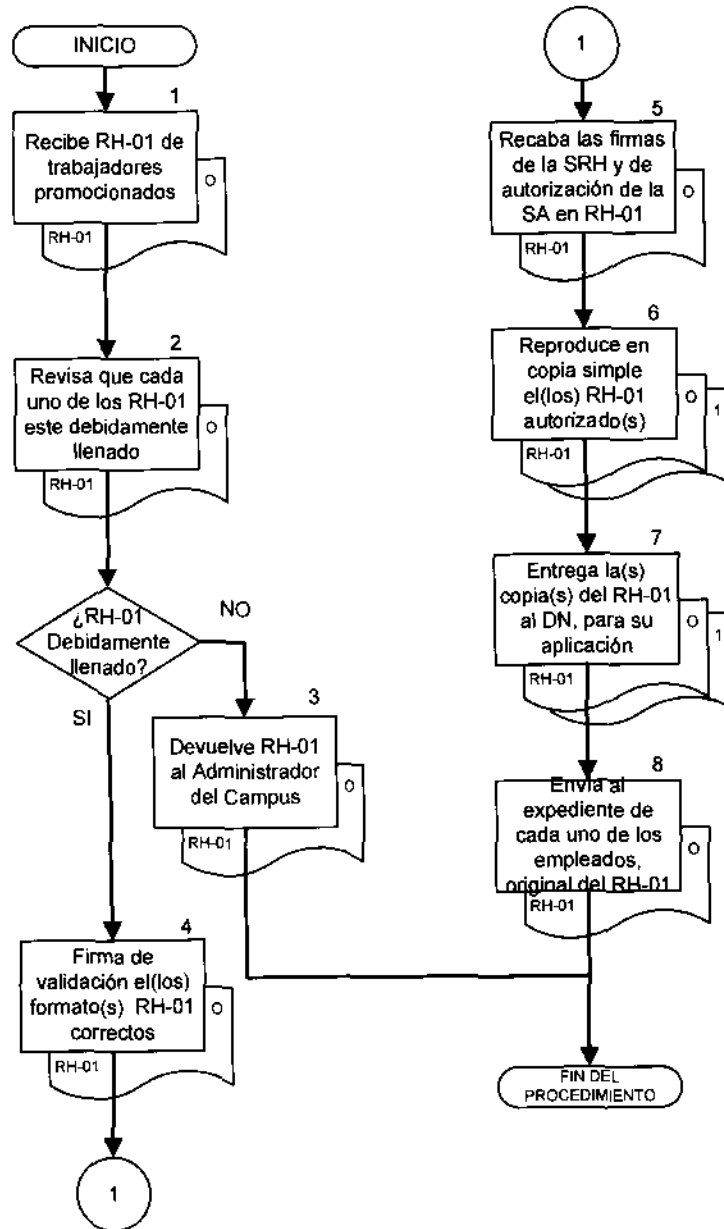 INICIO
1
Recibe RH-01 de
trabajadores
promocionados
O
RH-01
2
Revisa que cada
uno de los RH-01
este debidamente
llenado
O
RH-01
¿RH-01
Debidamente
llenado?
NO
SI
3
Devuelve RH-01
al Administrador
del Campus
O
RH-01
4
Firma de
validación el(los)
formato(s) RH-01
correctos
O
RH-01
1
1
5
Recaba las firmas
de la SRH y de
autorización de la
SA en RH-01
O
RH-01
6
Reproduce en
copia simple
el(los) RH-01
autorizado(s)
O
1
RH-01
7
Entrega la(s)
copia(s) del RH-01
al DN, para su
aplicación
O
1
RH-01
8
Envía al
expediente de
cada uno de los
empleados,
original del RH-01
O
RH-01
FIN DEL
PROCEDIMIENTO